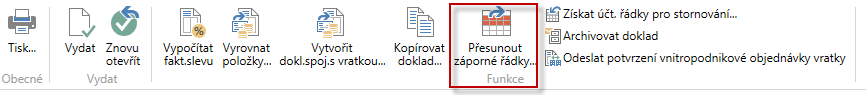 Tisk...
Obecné
Vydat
Znovu
otevřít
Vydat
Vypočítat
fakt.slevu
Vyrovnat
položky...
Vytvořit
dokl.spoj.s vratkou...
Kopírovat
doklad...
Přesunout
záporné řádky...
Funkce
Získat účt. řádky pro stornování...
Archivovat doklad
Odeslat potvrzení vnitropodnikové objednávky vratky